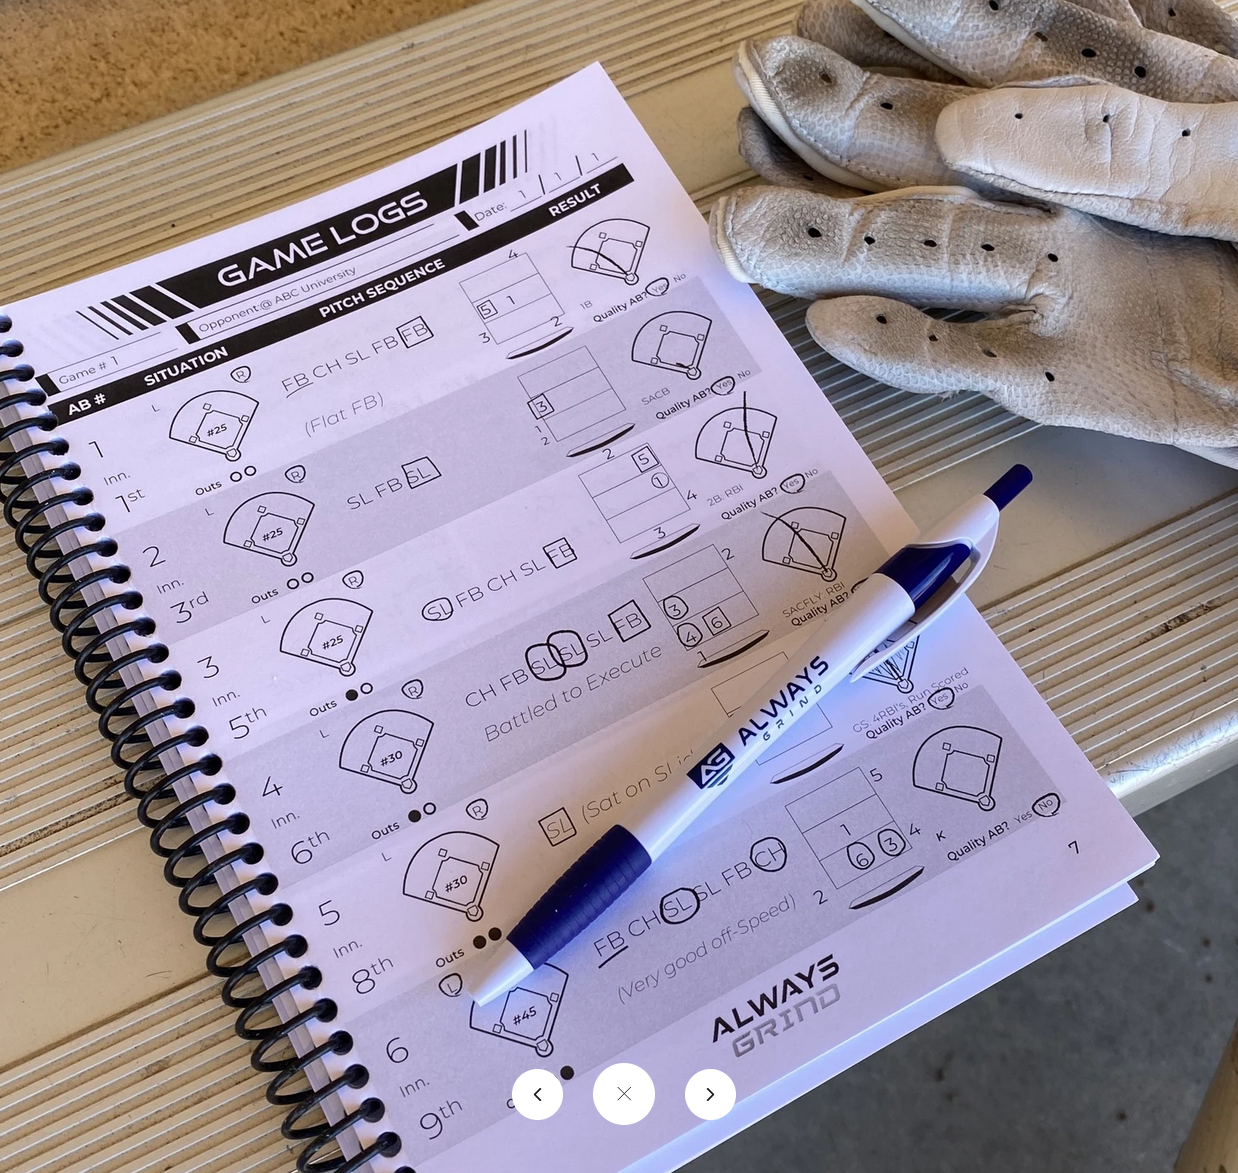 GAME LOGS
Game # 1
Opponent:@ ABC University
Date: 1 / 1 / 1
AB #
SITUATION
PITCH SEQUENCE
RESULT
1
Inn.
1st
L R
#25
Outs
FB CH SL FB FB
(Flat FB)
4
5 1
3 2
1B
Quality AB? Yes No
2
Inn.
3rd
L R
#25
Outs
SL FB SL
3
1
2
SACB
Quality AB? Yes No
3
Inn.
5th
L R
#25
Outs
SL FB CH SL FB
2
5
1
4
3
2B, RBI
Quality AB? Yes No
4
Inn.
6th
L R
#30
Outs
CH FB SL SL SL FB
Battled to Execute
2
3
4 6
1
SACFLY, RBI
Quality AB?
5
Inn.
8th
L R
#30
Outs
SL (Sat on
GS, 4RBI's, Run Scored
Quality AB? Yes No
6
Inn.
9th
L
#45
FB CH SL SL FB CH
(Very good off-Speed)
5
1
4
6 3
2
K
Quality AB? Yes No
7
ALWAYS
GRIND
AG ALWAYS
GRIND